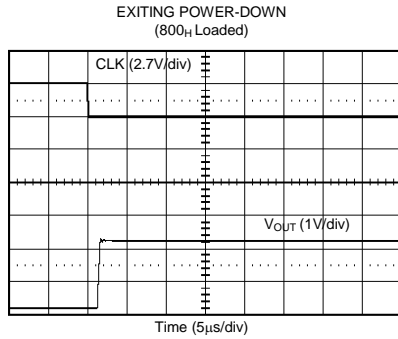 EXITING POWER-DOWN
(800H Loaded)
CLK (2.7V/div)
VOUT (1V/div)
Time (5μs/div)